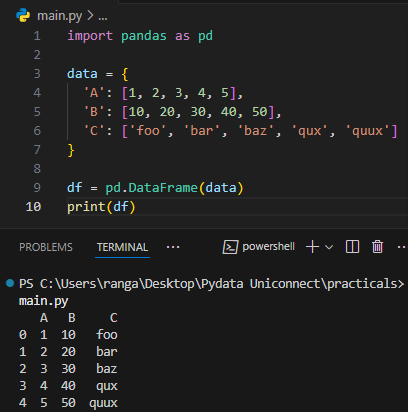 main.py > ...
1 import pandas as pd
2
3 data = {
4   'A': [1, 2, 3, 4, 5],
5   'B': [10, 20, 30, 40, 50],
6   'C': ['foo', 'bar', 'baz', 'qux', 'quux']
7 }
8
9 df = pd.DataFrame(data)
10 print(df)
PROBLEMS TERMINAL ... powershell
PS C:\Users\ranga\Desktop\Pydata Uniconnect\practicals>
main.py
   A   B     C
0  1  10   foo
1  2  20   bar
2  3  30   baz
3  4  40   qux
4  5  50  quux